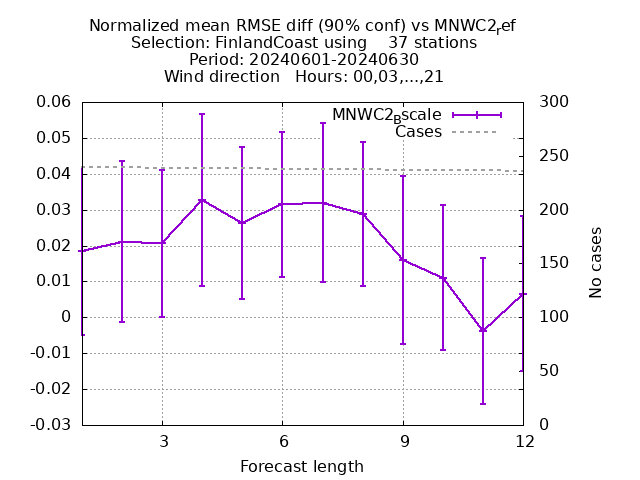 Normalized mean RMSE diff (90% conf) vs MNWC2ref
Selection: FinlandCoast using    37 stations
Period: 20240601-20240630
Wind direction   Hours: 00,03,...,21
MNWC2Bscale
Cases
0.06
0.05
0.04
0.03
0.02
0.01
0
-0.01
-0.02
-0.03
300
250
200
150
100
50
0
No cases
3
6
9
12
Forecast length